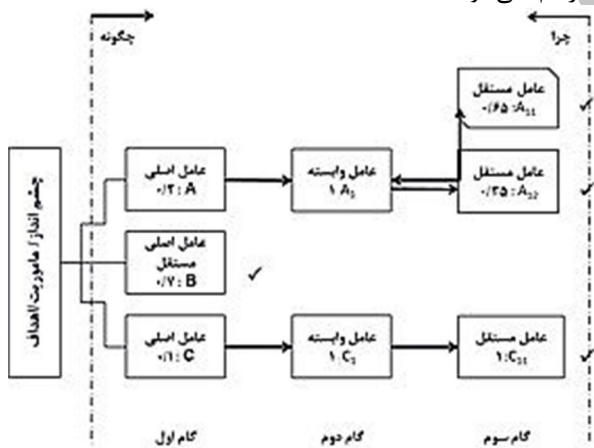 چگونه
چرا
عامل مستقل
۰/۶۵ :A₁₁
عامل اصلی
۰/۲ : A
عامل وابسته
۱ A₁
عامل مستقل
۰/۳۵ :A₁₂
چشم انداز/ ماموریت/اهداف
عامل اصلی
مستقل
۰/۷ : B
عامل اصلی
۰/۱ : C
عامل وابسته
۱ C₁
عامل مستقل
۱:C₁₁
گام اول
گام دوم
گام سوم